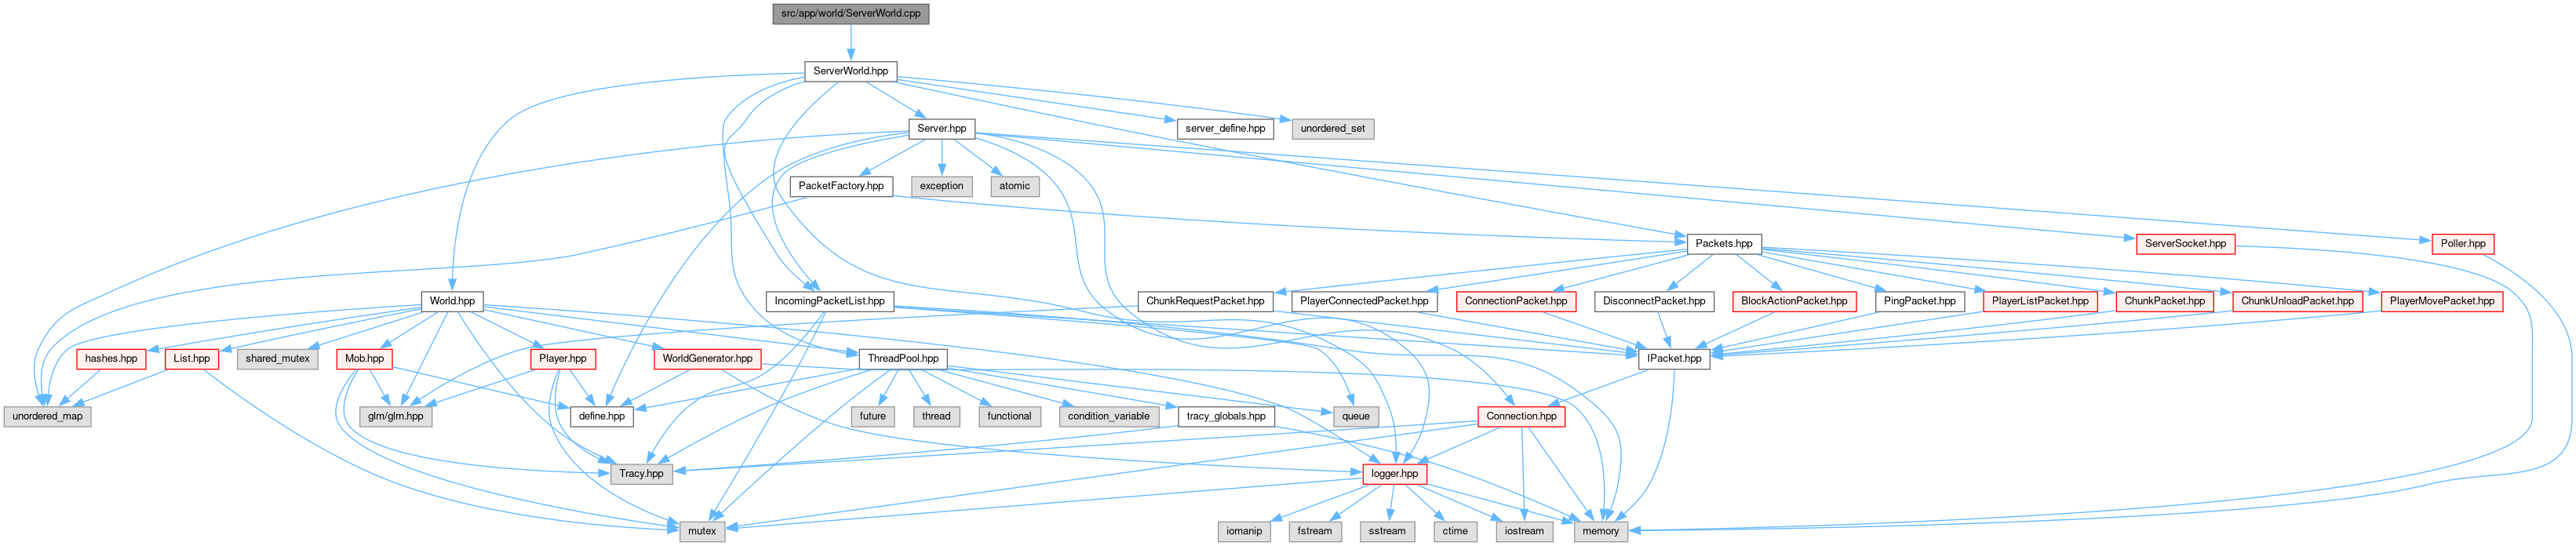 src/app/world/ServerWorld.cpp
ServerWorld.hpp
Server.hpp
server_define.hpp
unordered_set
PacketFactory.hpp
exception
atomic
Packets.hpp
ServerSocket.hpp
Poller.hpp
World.hpp
IncomingPacketList.hpp
ChunkRequestPacket.hpp
PlayerConnectedPacket.hpp
ConnectionPacket.hpp
DisconnectPacket.hpp
BlockActionPacket.hpp
PingPacket.hpp
PlayerListPacket.hpp
ChunkPacket.hpp
ChunkUnloadPacket.hpp
PlayerMovePacket.hpp
hashes.hpp
List.hpp
shared_mutex
Mob.hpp
Player.hpp
WorldGenerator.hpp
ThreadPool.hpp
IPacket.hpp
unordered_map
glm/glm.hpp
define.hpp
future
thread
functional
condition_variable
tracy_globals.hpp
queue
Connection.hpp
Tracy.hpp
logger.hpp
mutex
iomanip
fstream
sstream
ctime
iostream
memory